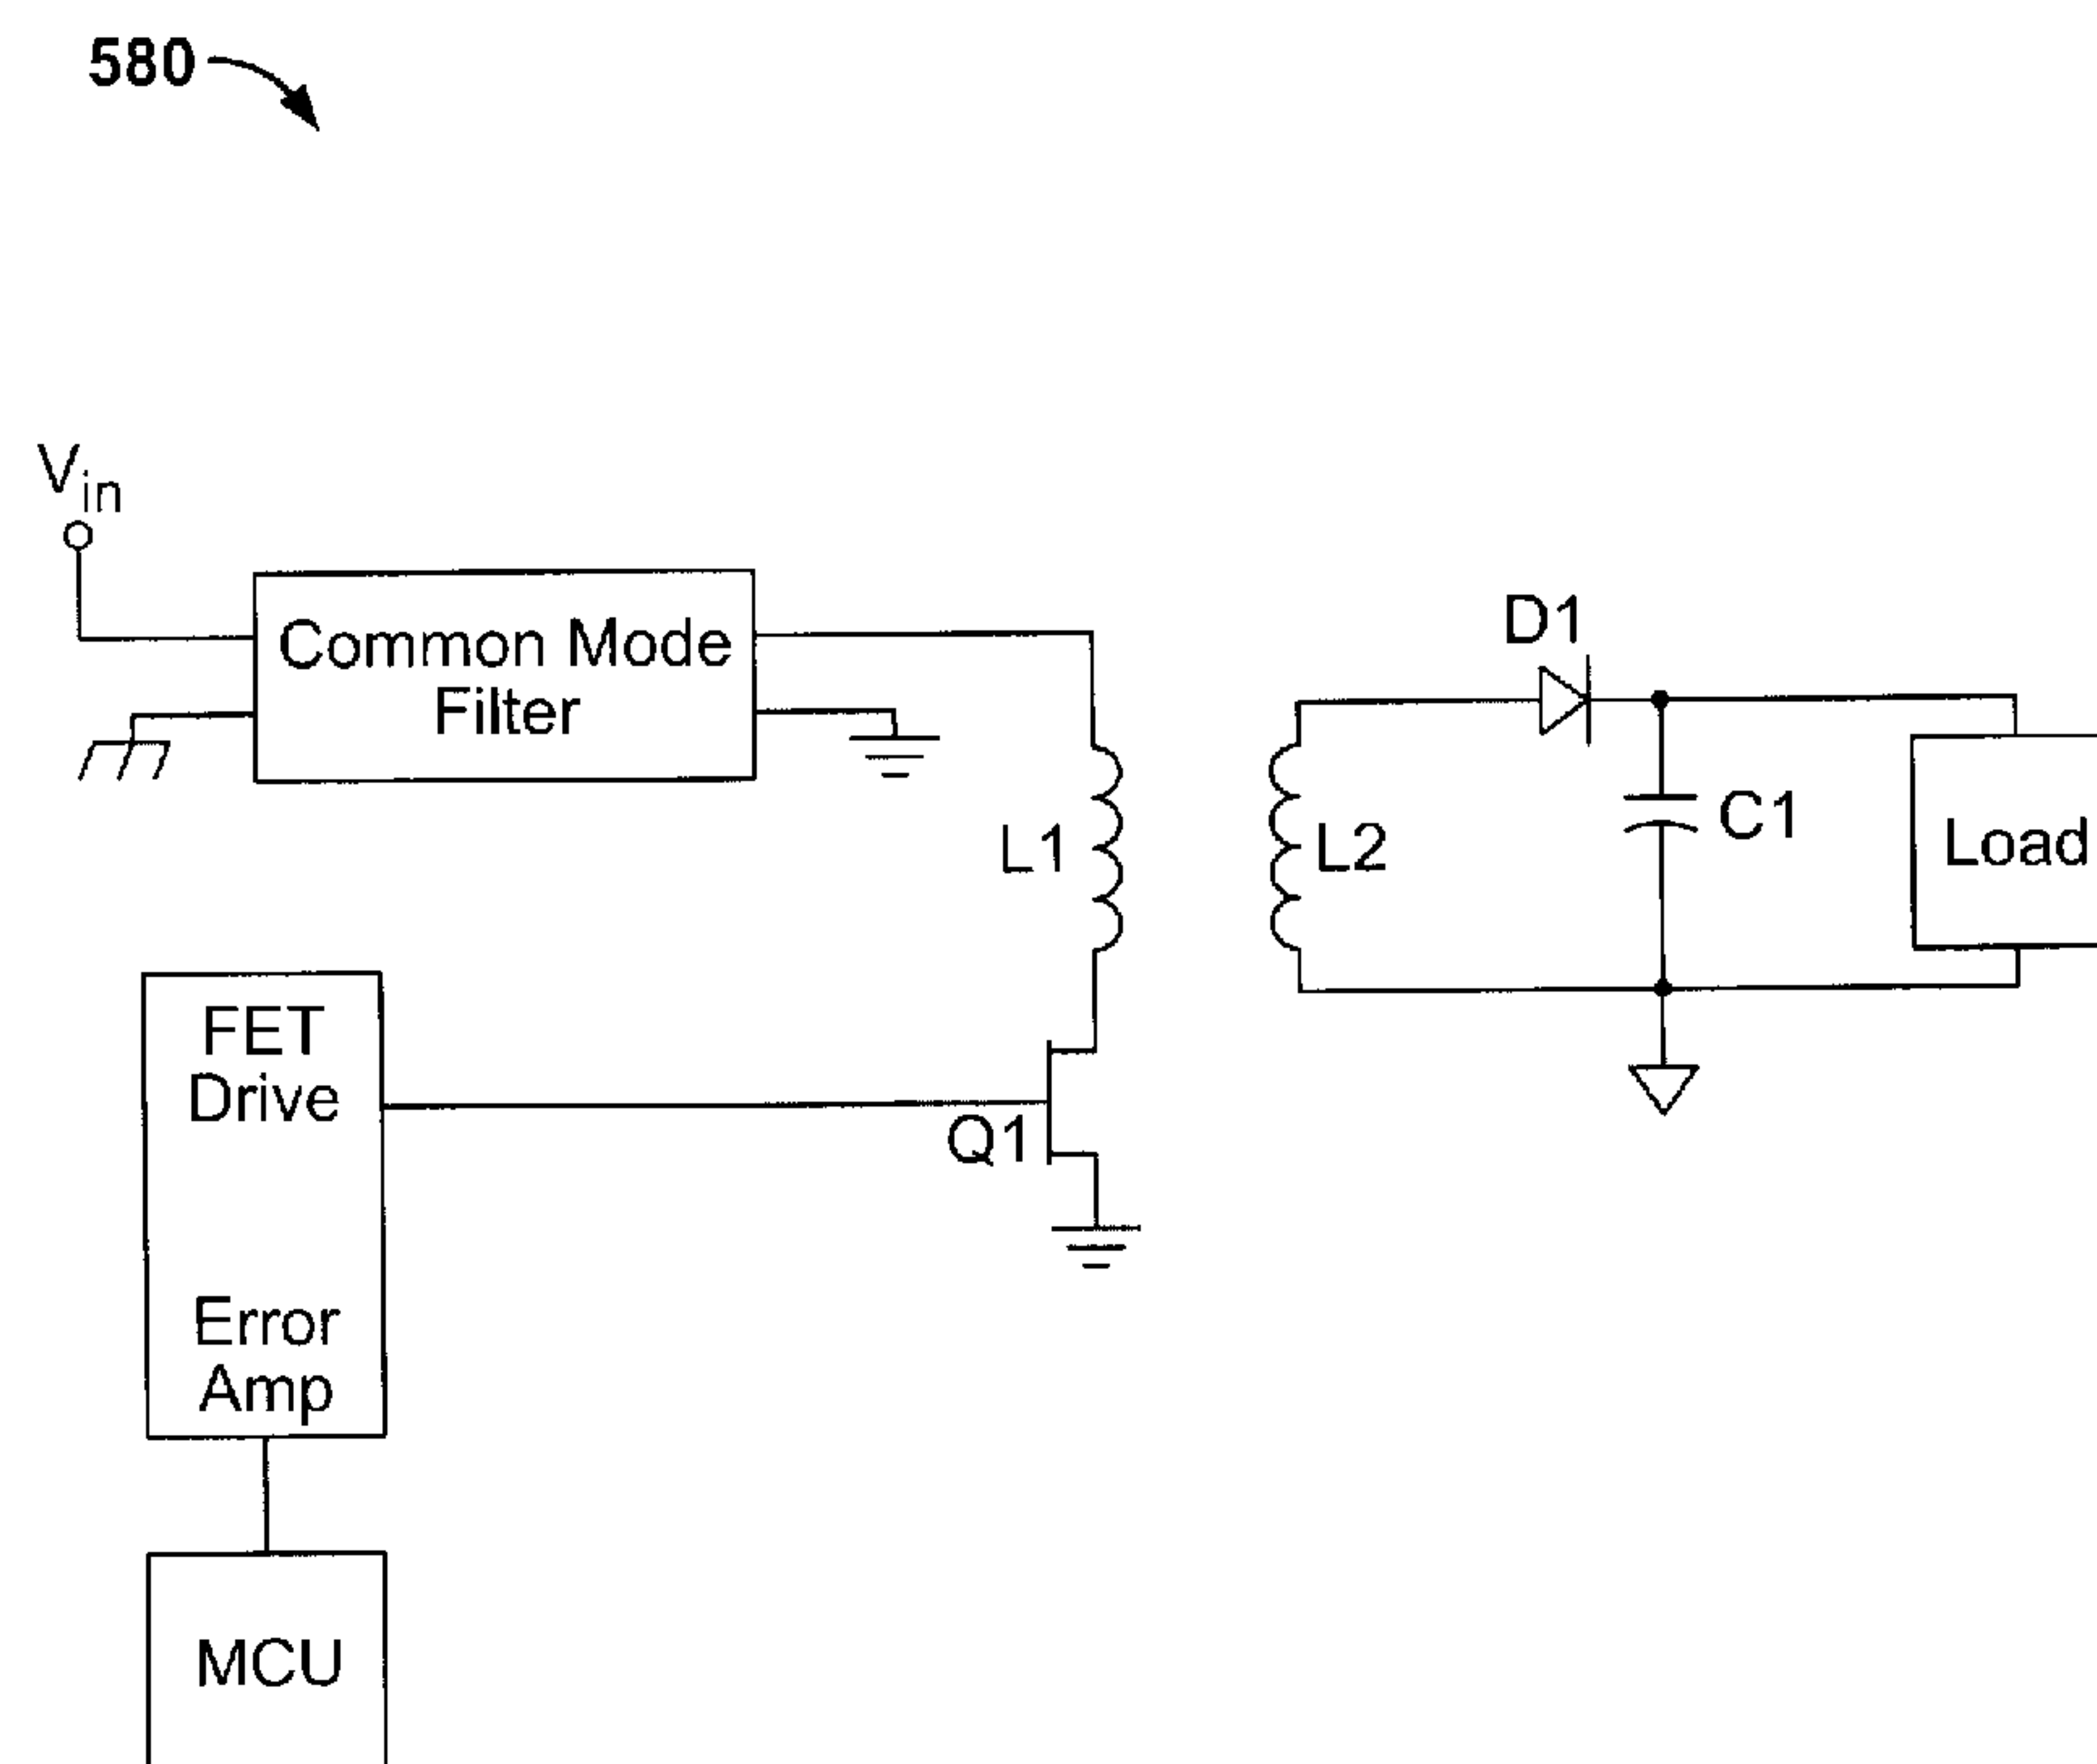 580
Vin
Common Mode
Filter
D1
L1
L2
C1
Load
FET
Drive
Q1
Error
Amp
MCU